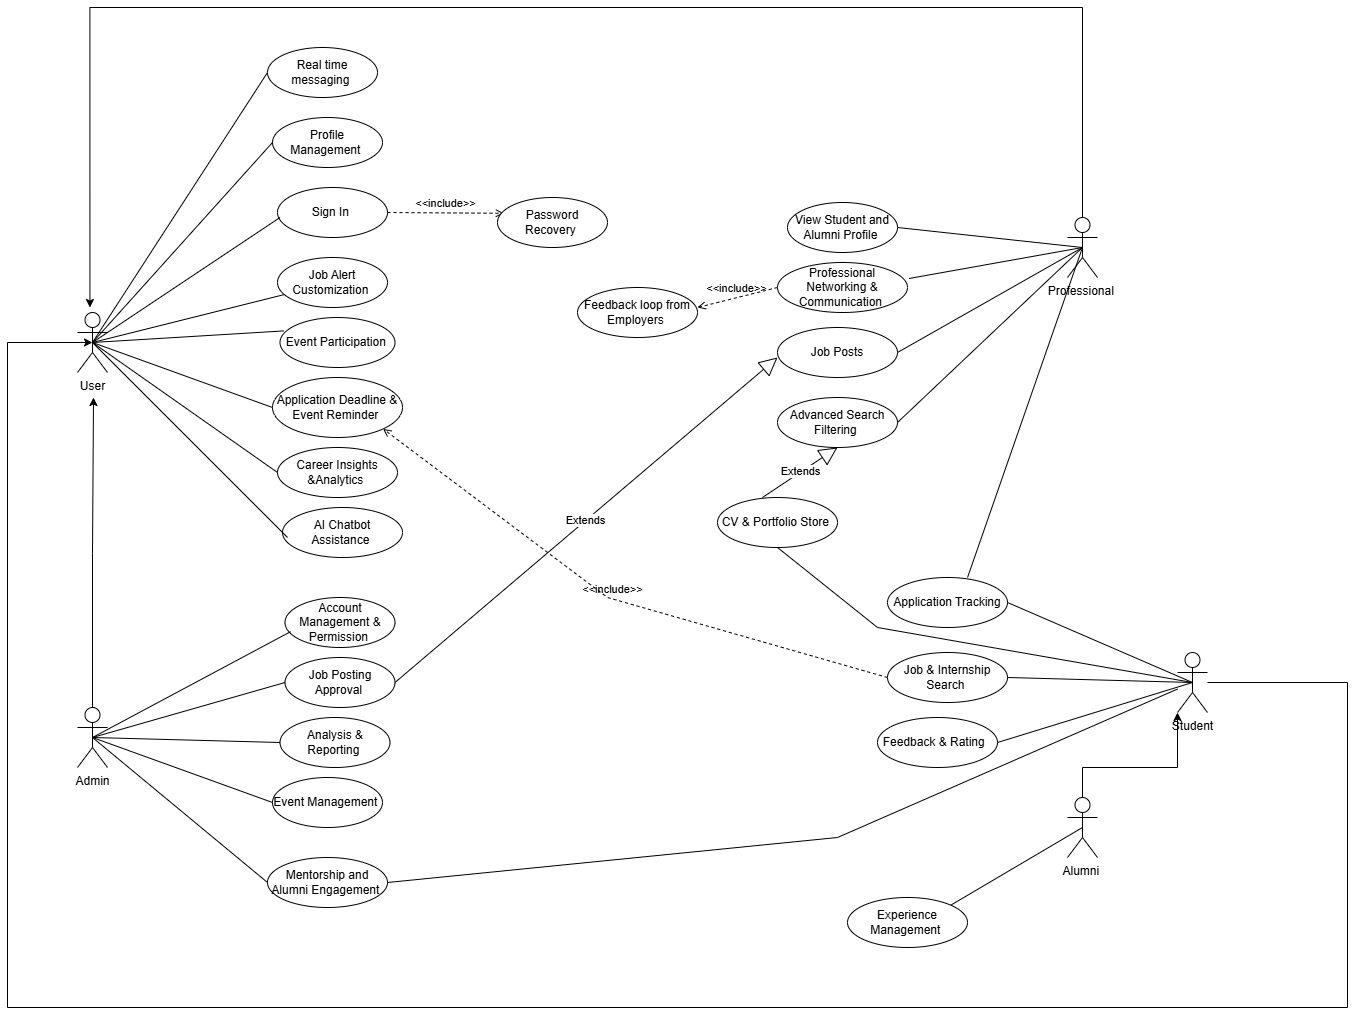 Real time
messaging
Profile
Management
Sign In
<<include>>
Password
Recovery
Job Alert
Customization
Event Participation
User
Application Deadline &
Event Reminder
Career Insights
&Analytics
AI Chatbot
Assistance
View Student and
Alumni Profile
Professional
Professional
Networking &
Communication
<<include>>
Feedback loop from
Employers
Job Posts
Advanced Search
Filtering
Extends
CV & Portfolio Store
Extends
<<include>>
Application Tracking
Job & Internship
Search
Feedback & Rating
Student
Account
Management &
Permission
Job Posting
Approval
Analysis &
Reporting
Admin
Event Management
Mentorship and
Alumni Engagement
Alumni
Experience
Management